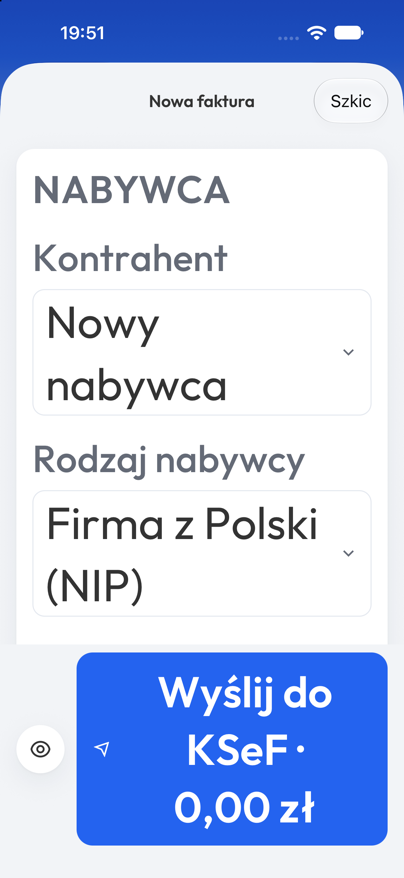 19:51
Nowa faktura
Szkic
NABYWCA
Kontrahent
Nowy
nabywca
Rodzaj nabywcy
Firma z Polski
(NIP)
Wyślij do
KSeF ·
0,00 zł